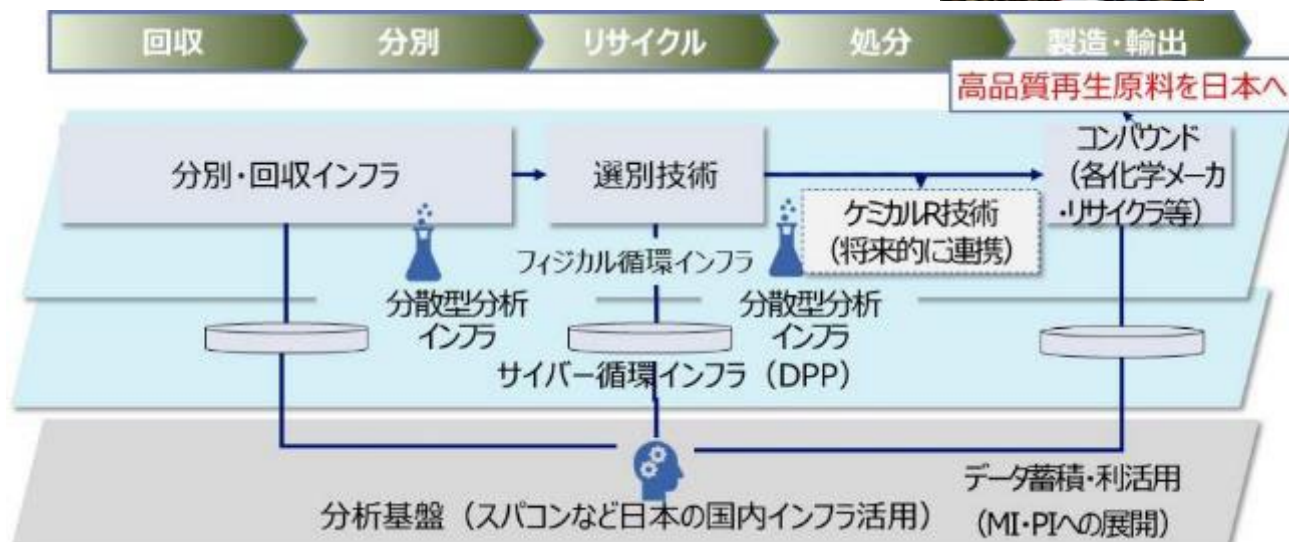 回収
分別
リサイクル
処分
製造・輸出
高品質再生原料を日本へ
分別・回収インフラ
選別技術
コンパウンド
(各化学メーカ
・リサイクラ等)
ケミカルR技術
(将来的に連携)
フィジカル循環インフラ
分散型分析
インフラ
分散型分析
インフラ
サイバー循環インフラ(DPP)
データ蓄積・利活用
(MI・PIへの展開)
分析基盤(スパコンなど日本の国内インフラ活用)